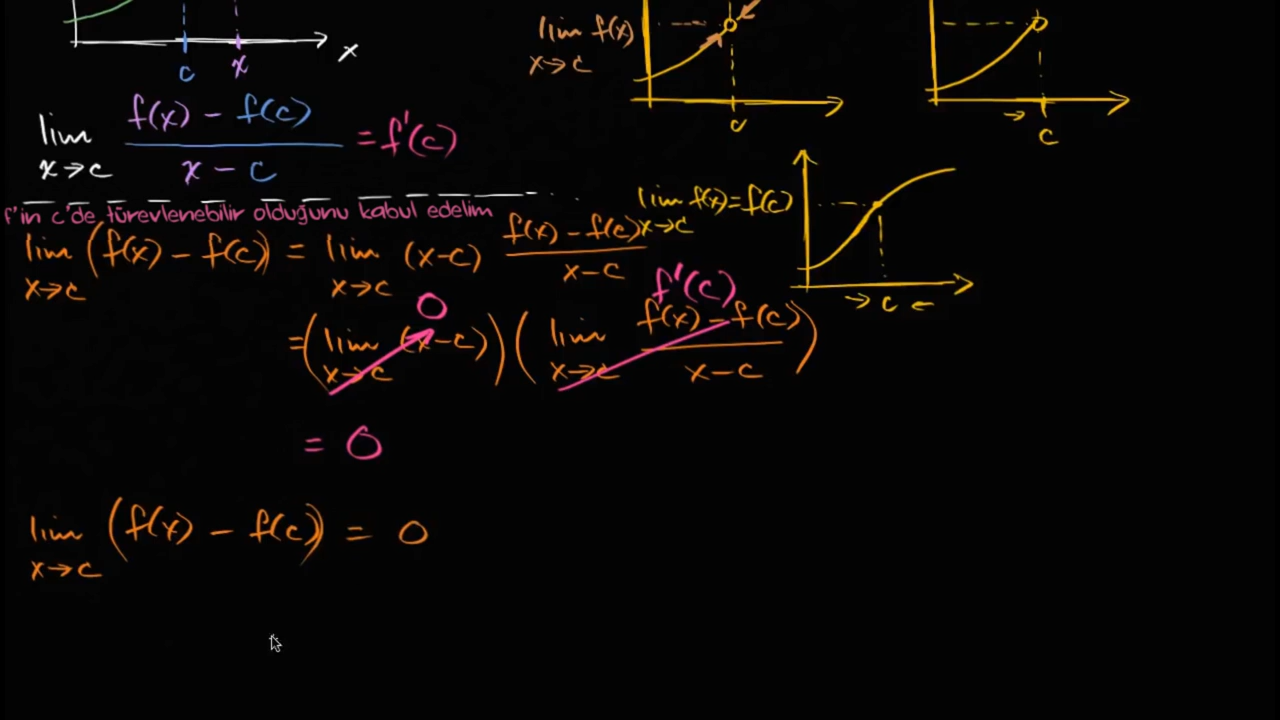 c x x
lim f(x)
x→c
c
→ c
lim f(x) − f(c) = f'(c)
x→c x − c
f'in c'de türevlenebilir olduğunu kabul edelim
lim f(x) = f(c)
x→c
→ c ←
lim (f(x) − f(c)) = lim (x−c) f(x) − f(c)
x→c x→c x−c
0 f'(c)
=(lim (x−c)) (lim f(x) − f(c))
x→c x→c x−c
= 0
lim (f(x) − f(c)) = 0
x→c